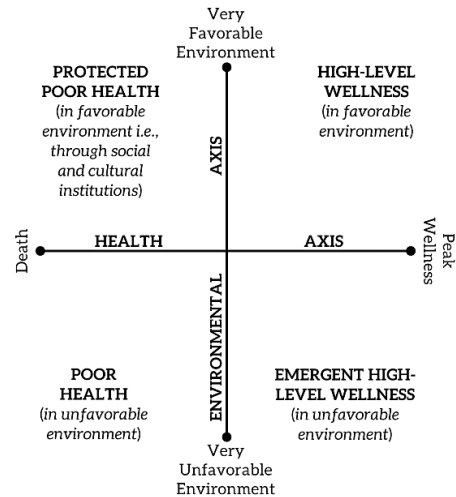 Very
Favorable
Environment
PROTECTED
POOR HEALTH
(in favorable
environment i.e.,
through social
and cultural
institutions)
HIGH-LEVEL
WELLNESS
(in favorable
environment)
AXIS
Death
HEALTH
AXIS
Peak
Wellness
ENVIRONMENTAL
POOR
HEALTH
(in unfavorable
environment)
EMERGENT HIGH-
LEVEL WELLNESS
(in unfavorable
environment)
Very
Unfavorable
Environment